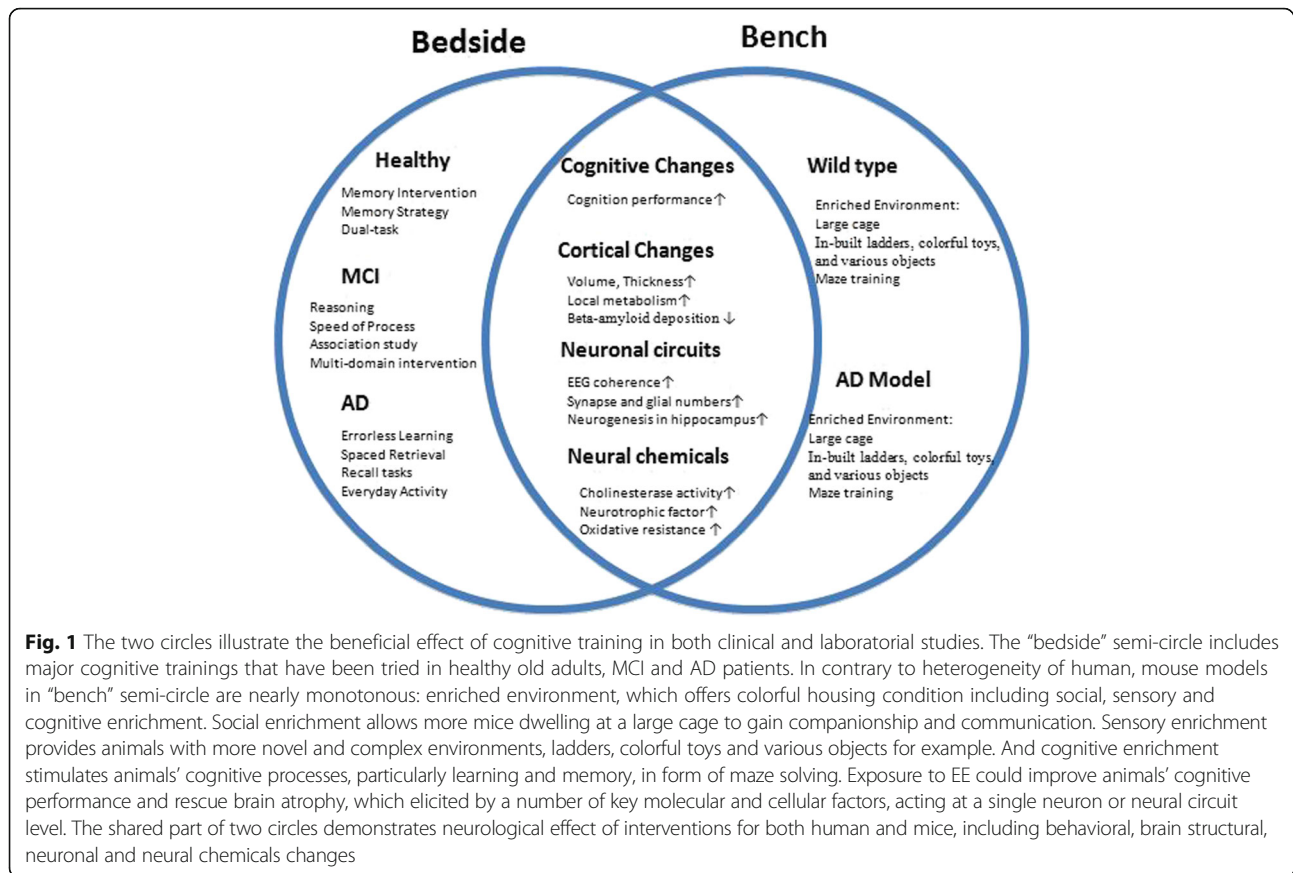 Bedside
Bench
Healthy
Memory Intervention
Memory Strategy
Dual-task
MCI
Reasoning
Speed of Process
Association study
Multi-domain intervention
AD
Errorless Learning
Spaced Retrieval
Recall tasks
Everyday Activity
Cognitive Changes
Cognition performance↑
Cortical Changes
Volume, Thickness↑
Local metabolism↑
Beta-amyloid deposition ↓
Neuronal circuits
EEG coherence↑
Synapse and glial numbers↑
Neurogenesis in hippocampus↑
Neural chemicals
Cholinesterase activity↑
Neurotrophic factor↑
Oxidative resistance ↑
Wild type
Enriched Environment:
Large cage
In-built ladders, colorful toys,
and various objects
Maze training
AD Model
Enriched Environment:
Large cage
In-built ladders, colorful toys,
and various objects
Maze training
Fig. 1 The two circles illustrate the beneficial effect of cognitive training in both clinical and laboratorial studies. The “bedside” semi-circle includes
major cognitive trainings that have been tried in healthy old adults, MCI and AD patients. In contrary to heterogeneity of human, mouse models
in “bench” semi-circle are nearly monotonous: enriched environment, which offers colorful housing condition including social, sensory and
cognitive enrichment. Social enrichment allows more mice dwelling at a large cage to gain companionship and communication. Sensory enrichment
provides animals with more novel and complex environments, ladders, colorful toys and various objects for example. And cognitive enrichment
stimulates animals’ cognitive processes, particularly learning and memory, in form of maze solving. Exposure to EE could improve animals’ cognitive
performance and rescue brain atrophy, which elicited by a number of key molecular and cellular factors, acting at a single neuron or neural circuit
level. The shared part of two circles demonstrates neurological effect of interventions for both human and mice, including behavioral, brain structural,
neuronal and neural chemicals changes